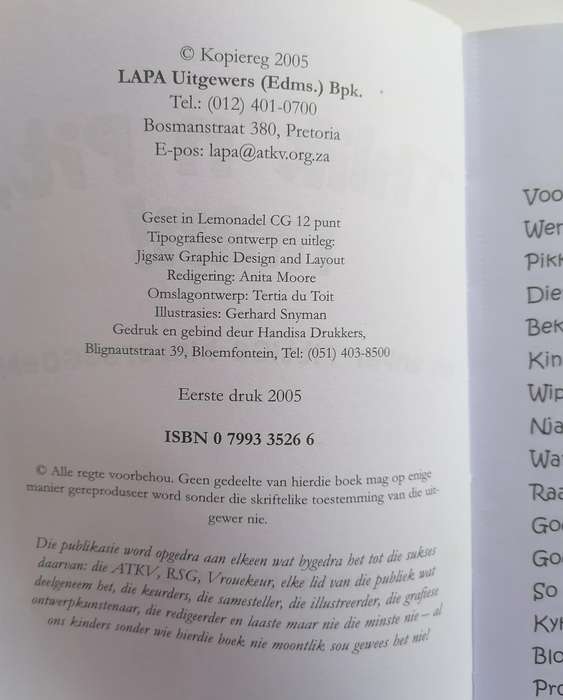 © Kopiereg 2005
LAPA Uitgewers (Edms.) Bpk.
Tel.: (012) 401-0700
Bosmanstraat 380, Pretoria
E-pos: lapa@atkv.org.za
Geset in Lemonadel CG 12 punt
Tipografiese ontwerp en uitleg:
Jigsaw Graphic Design and Layout
Redigering: Anita Moore
Omslagontwerp: Tertia du Toit
Illustrasies: Gerhard Snyman
Gedruk en gebind deur Handisa Drukkers,
Blignautstraat 39, Bloemfontein, Tel: (051) 403-8500
Eerste druk 2005
ISBN 0 7993 3526 6
© Alle regte voorbehou. Geen gedeelte van hierdie boek mag op enige
manier gereproduseer word sonder die skriftelike toestemming van die uit-
gewer nie.
Die publikasie word opgedra aan elkeen wat bygedra het tot die sukses
daarvan: die ATKV, RSG, Vrouekeur, elke lid van die publiek wat
deelgeneem het, die keurders, die samesteller, die illustreerder, die grafiese
ontwerpkunstenaar, die redigeerder en laaste maar nie die minste nie – al
ons kinders sonder wie hierdie boek nie moontlik sou gewees het nie!
Voo
Wer
Pikk
Die
Bek
Kin
Wip
Nja
Wa
Raa
Goe
Goe
So
Kyk
Blo
Pro